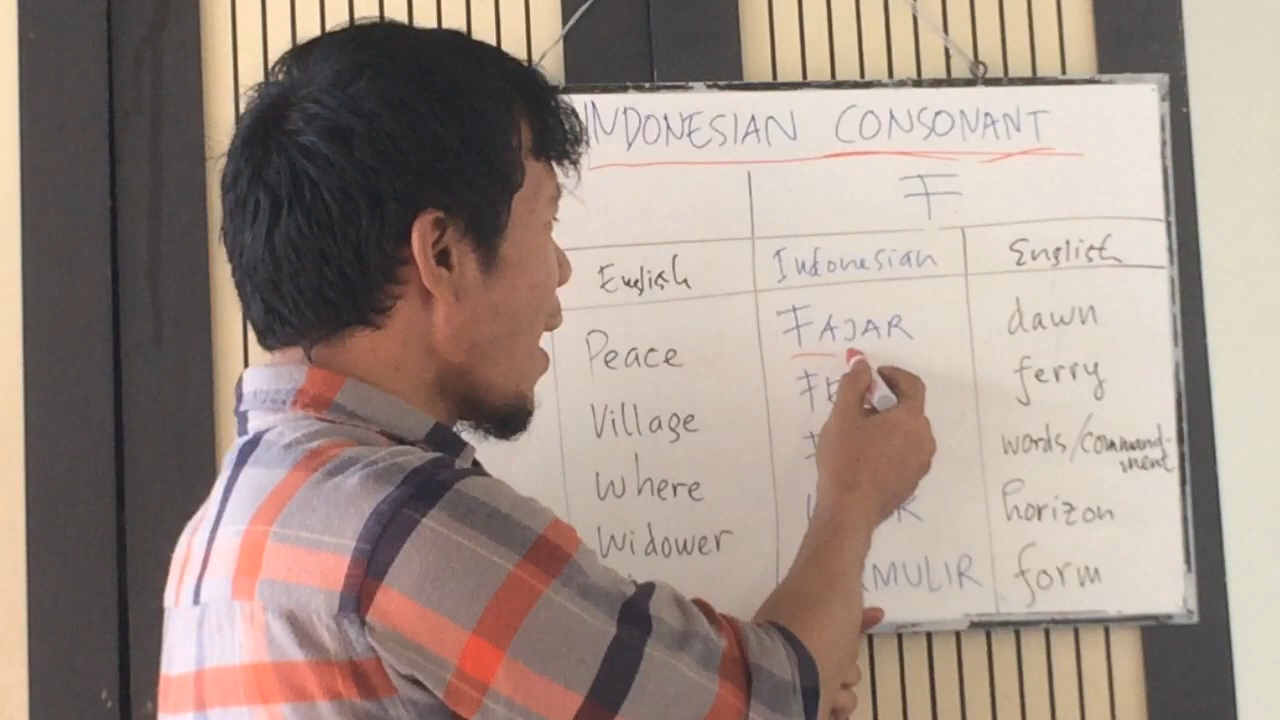 INDONESIAN CONSONANT
F
English Indonesian English
Peace FAJAR dawn
Village ferry
Where words/commandment
Widower horizon
form